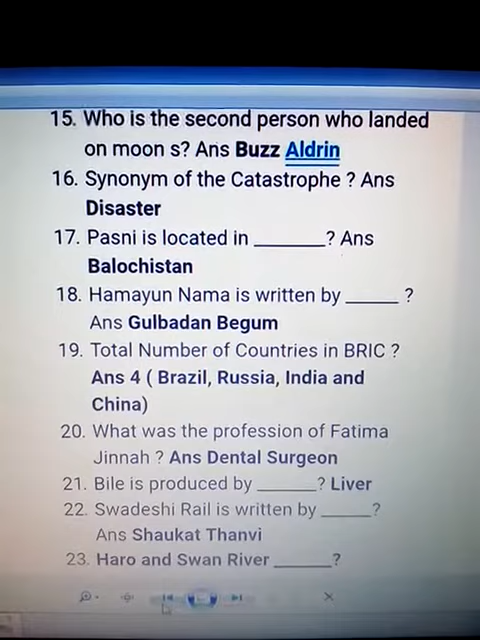 15. Who is the second person who landed
on moon s? Ans Buzz Aldrin
16. Synonym of the Catastrophe ? Ans
Disaster
17. Pasni is located in ______? Ans
Balochistan
18. Hamayun Nama is written by _____ ?
Ans Gulbadan Begum
19. Total Number of Countries in BRIC ?
Ans 4 ( Brazil, Russia, India and
China)
20. What was the profession of Fatima
Jinnah ? Ans Dental Surgeon
21. Bile is produced by ______? Liver
22. Swadeshi Rail is written by _____?
Ans Shaukat Thanvi
23. Haro and Swan River ______?